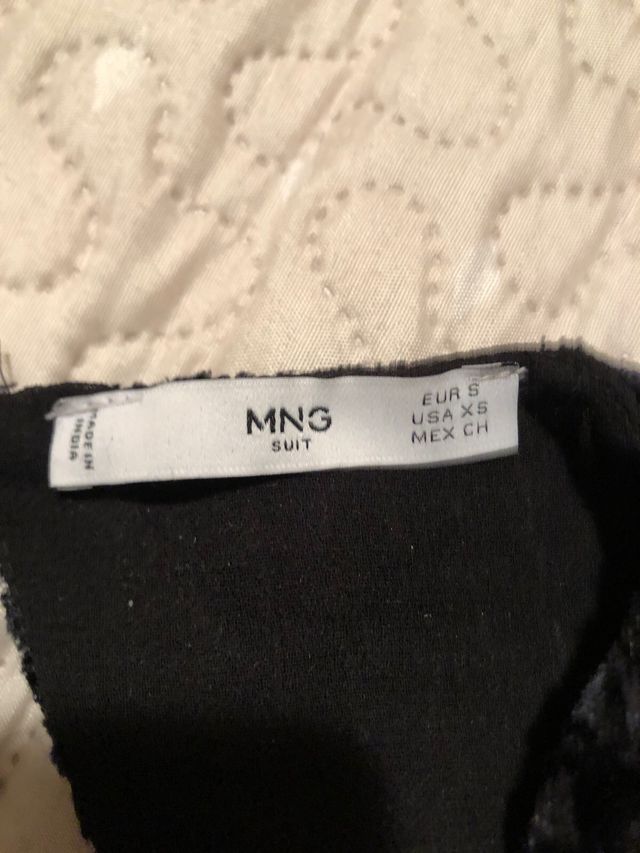 MADE IN
INDIA
MNG
SUIT
EUR S
USA XS
MEX CH